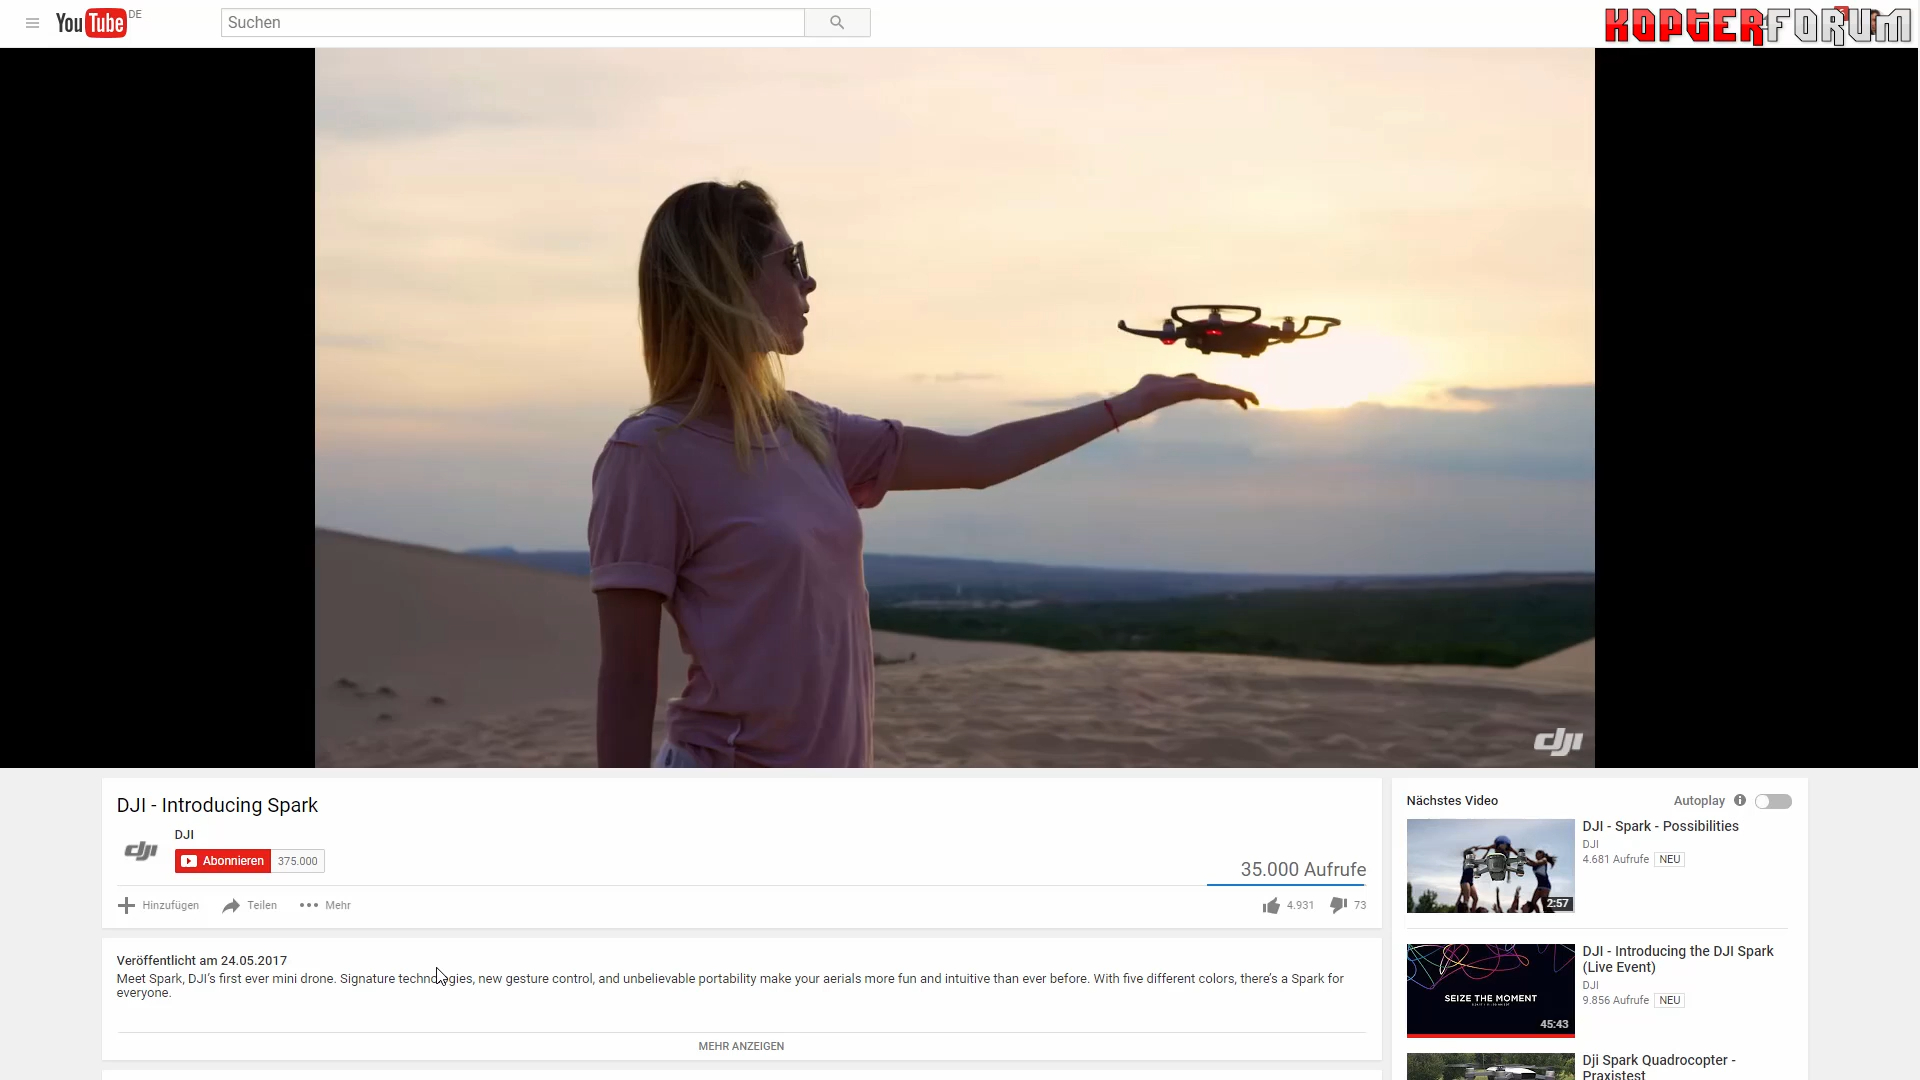 YouTube DE
Suchen
KOPTERFORUM
dji
DJI - Introducing Spark
dji
DJI
Abonnieren 375.000
35.000 Aufrufe
Hinzufügen Teilen Mehr 4.931 73
Veröffentlicht am 24.05.2017
Meet Spark, DJI's first ever mini drone. Signature technologies, new gesture control, and unbelievable portability make your aerials more fun and intuitive than ever before. With five different colors, there's a Spark for
everyone.
MEHR ANZEIGEN
Nächstes Video Autoplay
DJI - Spark - Possibilities
DJI
4.681 Aufrufe NEU
2:57
DJI - Introducing the DJI Spark
(Live Event)
DJI
9.856 Aufrufe NEU
SEIZE THE MOMENT
45:43
Dji Spark Quadrocopter -
Praxistest